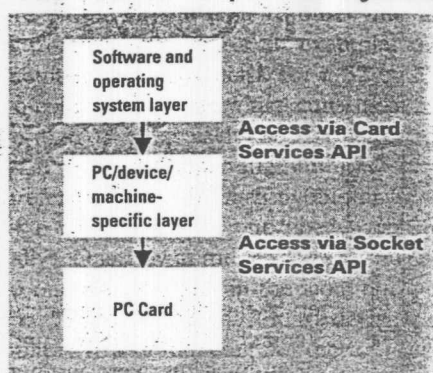 Software and
operating
system layer
Access via Card
Services API
PC/device/
machine-
specific layer
Access via Socket
Services API
PC Card